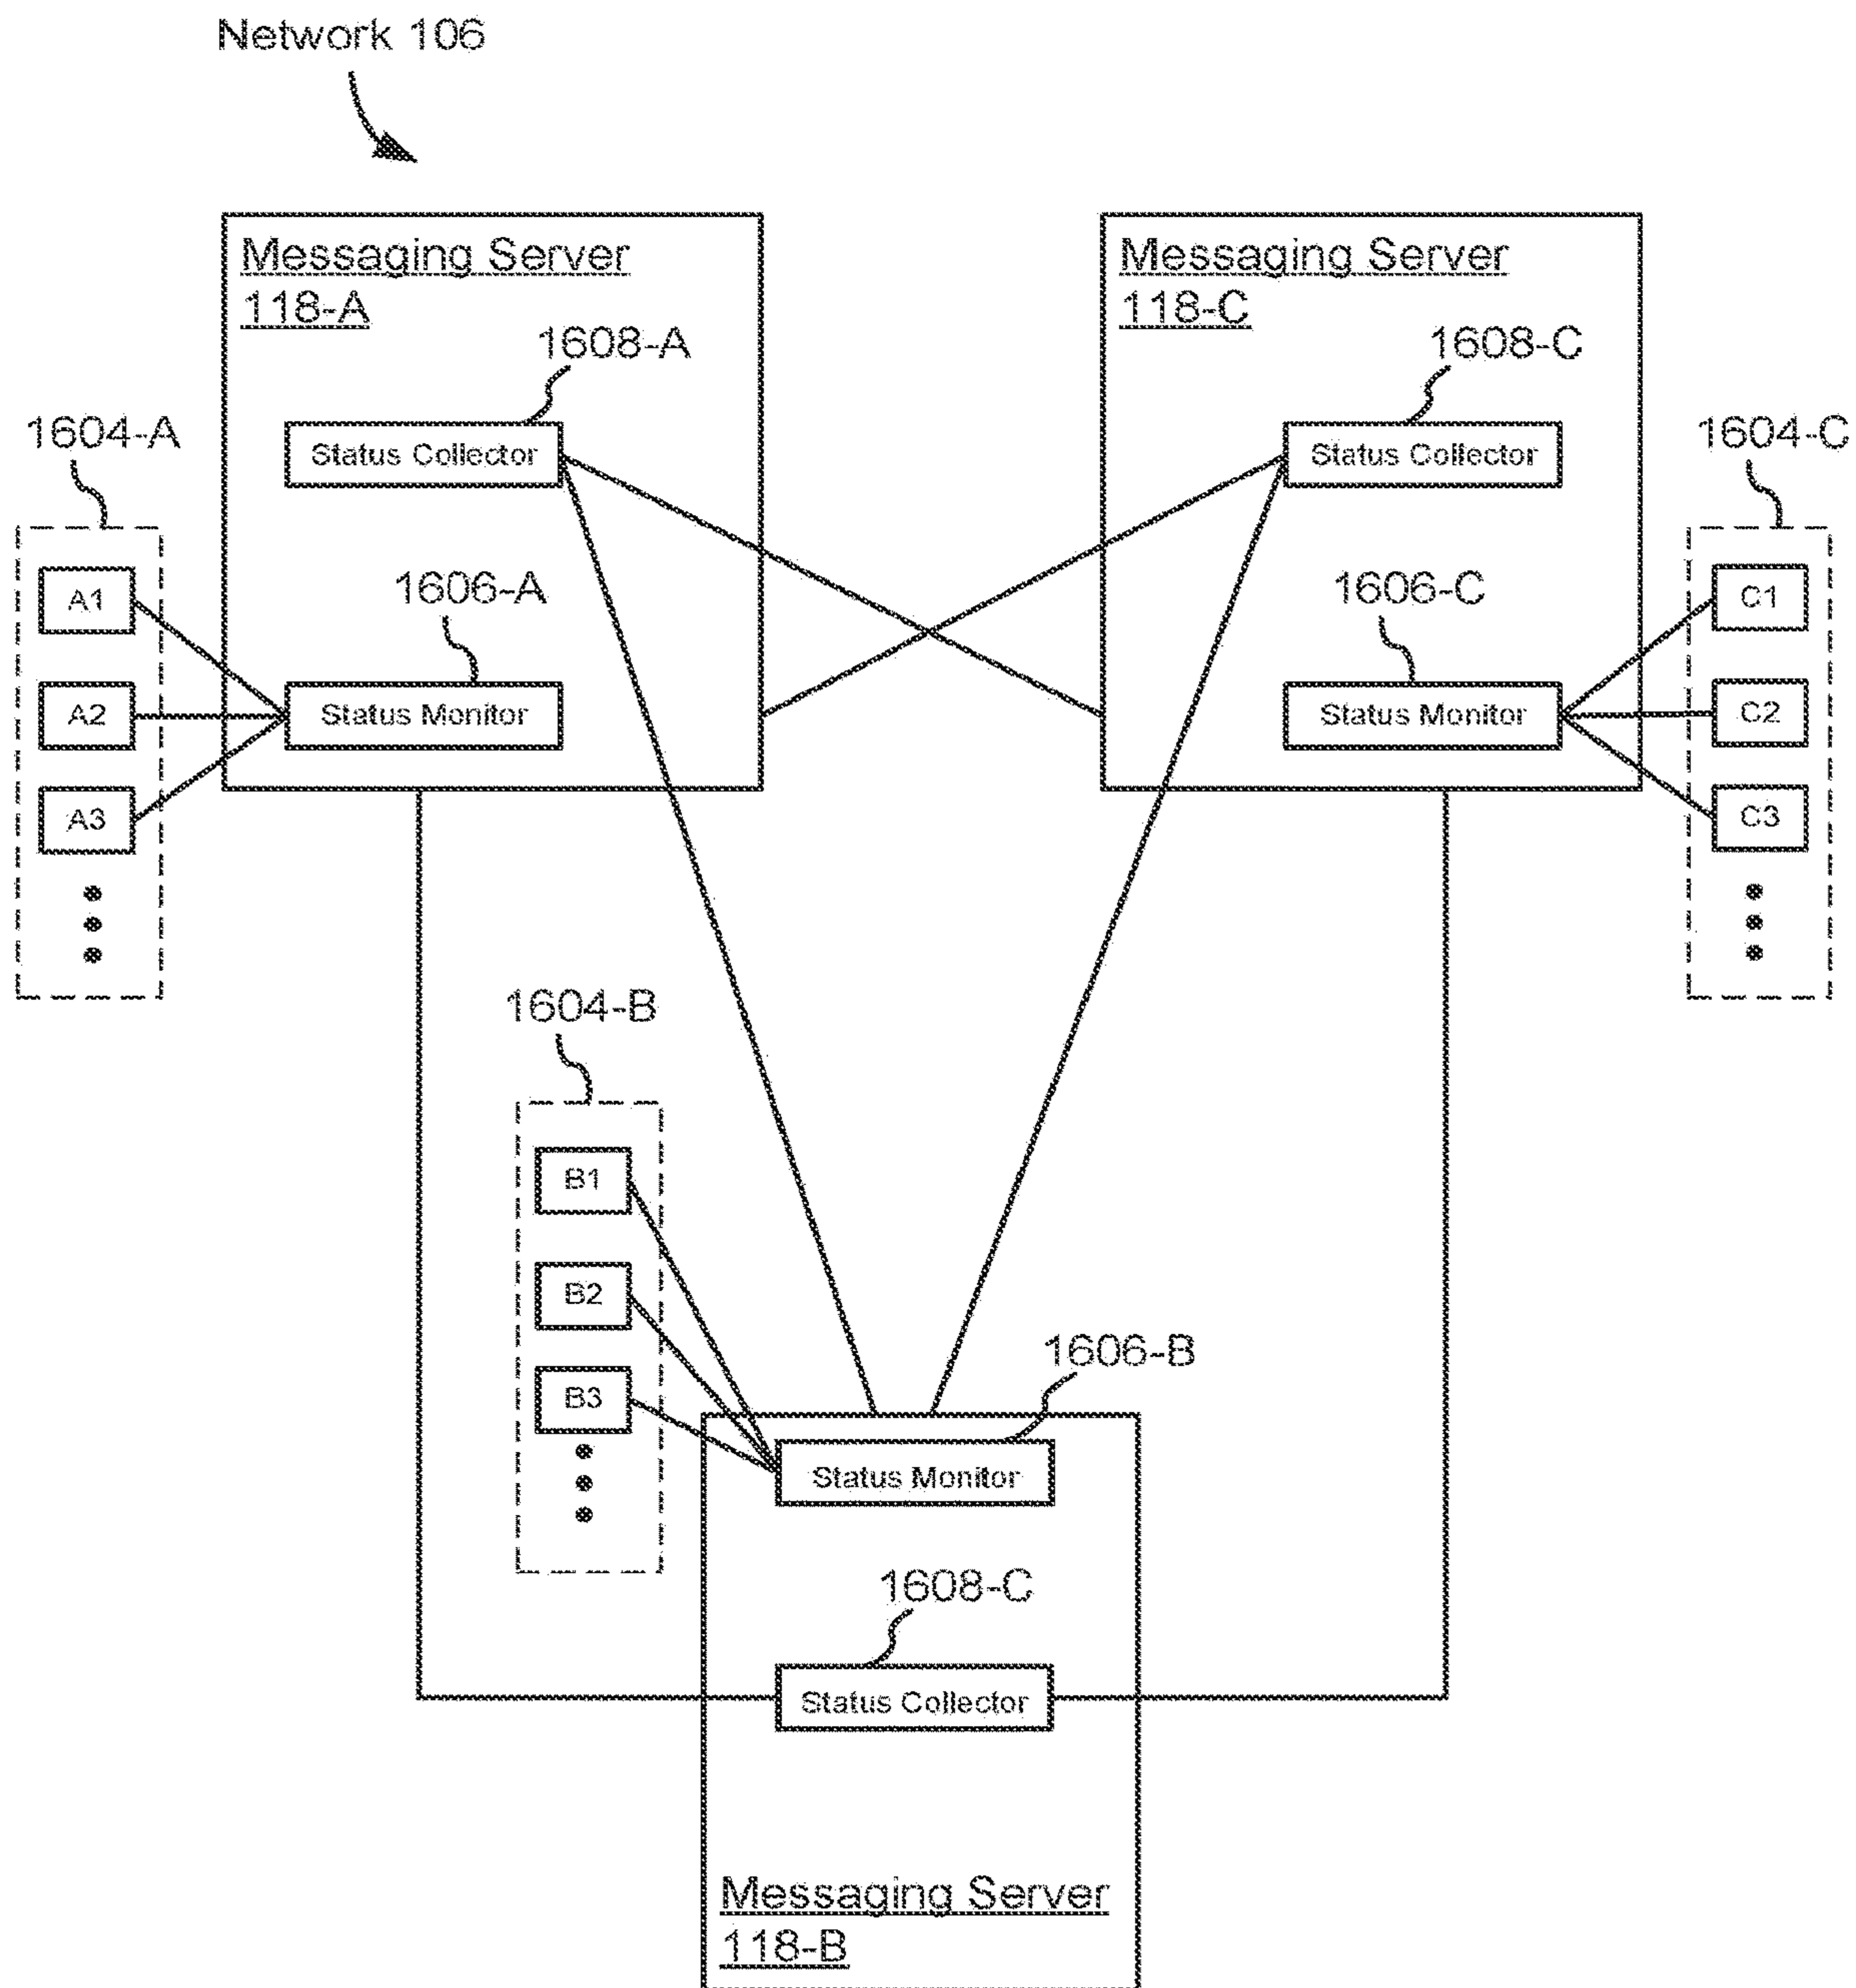 Network 106
Messaging Server
118-A
1608-A
Status Collector
1606-A
Status Monitor
1604-A
A1
A2
A3
Messaging Server
118-C
1608-C
Status Collector
1606-C
Status Monitor
1604-C
C1
C2
C3
1604-B
B1
B2
B3
1606-B
Status Monitor
1608-C
Status Collector
Messaging Server
118-B